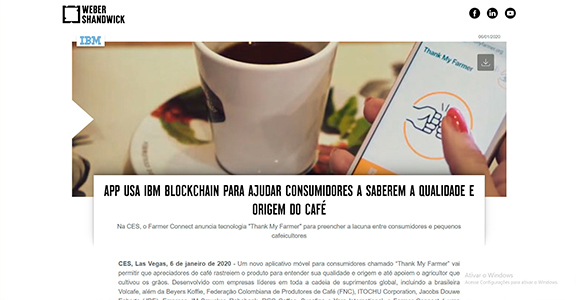 WEBER
SHANDWICK
06/01/2020
IBM
Thank My Farmer
APP USA IBM BLOCKCHAIN PARA AJUDAR CONSUMIDORES A SABEREM A QUALIDADE E
ORIGEM DO CAFÉ
Na CES, o Farmer Connect anuncia tecnologia "Thank My Farmer" para preencher a lacuna entre consumidores e pequenos
cafeicultores
CES, Las Vegas, 6 de janeiro de 2020 - Um novo aplicativo móvel para consumidores chamado "Thank My Farmer" vai
permitir que apreciadores de café rastreiem o produto para entender sua qualidade e origem e até apoiem o agricultor que
cultivou os grãos. Desenvolvido com empresas líderes em toda a cadeia de suprimentos global, incluindo a brasileira
Volcafe, além da Beyers Koffie, Federação Colombiana de Produtores de Café (FNC), ITOCHU Corporation, Jacobs Douwe
Ativar o Windows
Acesse Configurações para ativar o Windows.